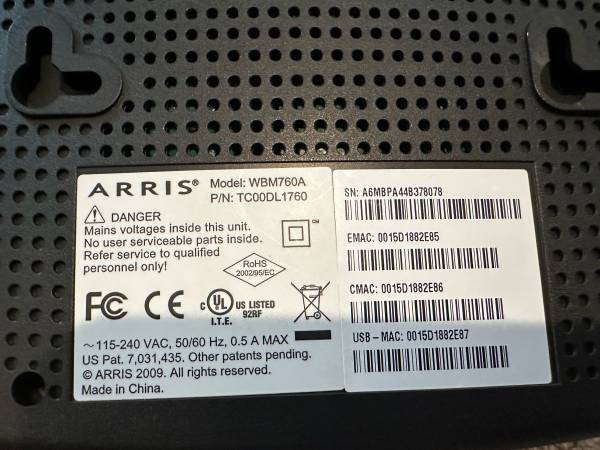 ARRIS®
Model: WBM760A
P/N: TC00DL1760
DANGER
Mains voltages inside this unit.
No user serviceable parts inside.
Refer service to qualified
personnel only!
RoHS
2002/95/EC
FC CE c UL US LISTED
92RF
I.T.E.
~115-240 VAC, 50/60 Hz, 0.5 A MAX
US Pat. 7,031,435. Other patents pending.
© ARRIS 2009. All rights reserved.
Made in China.
SN: A6MBPA44B378078
EMAC: 0015D1882E85
CMAC: 0015D1882E86
USB - MAC: 0015D1882E87